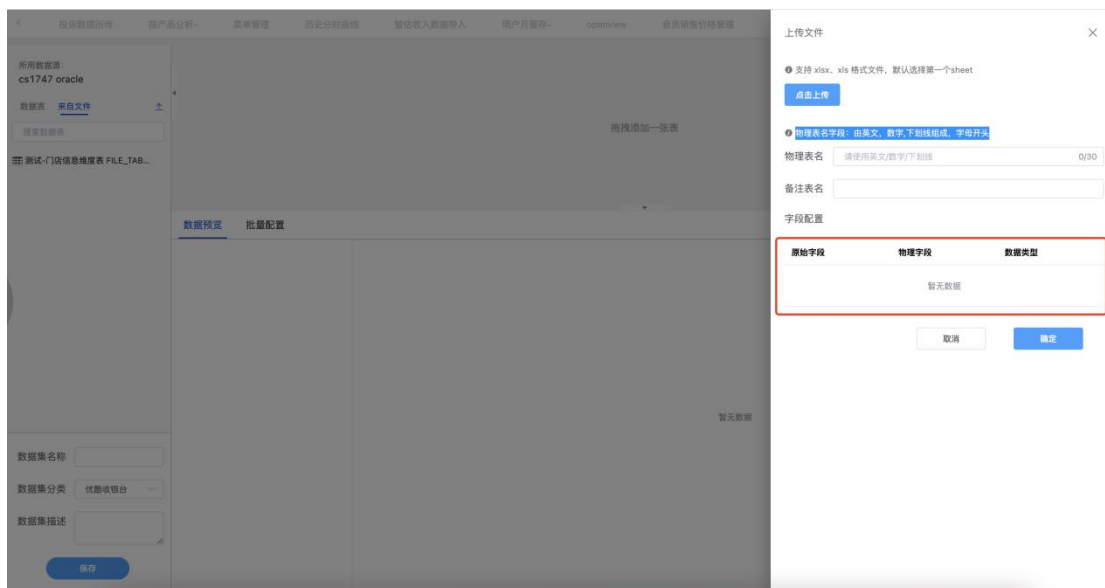 投运数据回传 按产品分析- 菜单管理 历史分时曲线 暂估收入数据导入 用户月留存- openview 会员销售价格管理
所用数据源:
cs1747 oracle
数据表 来自文件
搜索数据表
测试-门店信息维度表 FILE_TAB...
拖拽添加一张表
数据预览 批量配置
暂无数据
数据集名称
数据集分类 优酷收银台
数据集描述
保存
上传文件
支持 xlsx、xls 格式文件，默认选择第一个sheet
点击上传
物理表名字段：由英文，数字,下划线组成，字母开头
物理表名 请使用英文/数字/下划线 0/30
备注表名
字段配置
原始字段 物理字段 数据类型
暂无数据
取消 确定